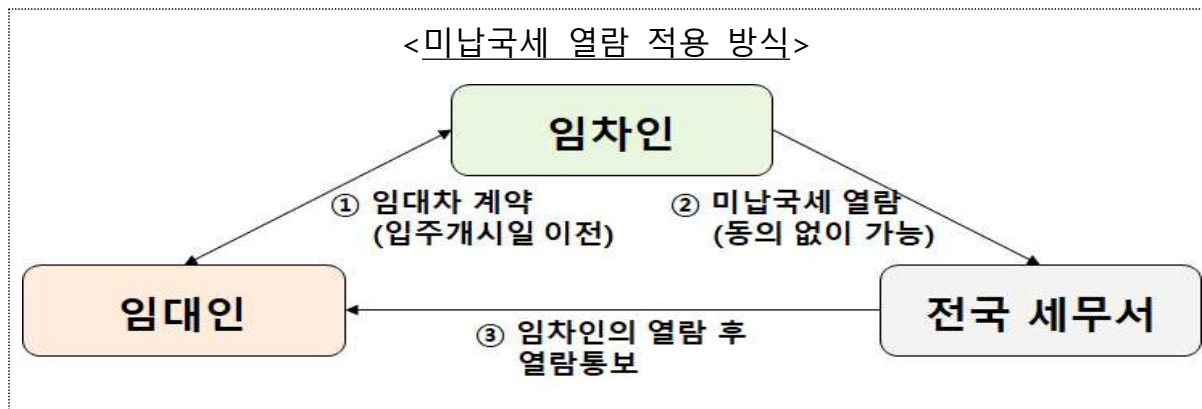 <미납국세 열람 적용 방식>
임차인
① 임대차 계약
(입주개시일 이전)
② 미납국세 열람
(동의 없이 가능)
임대인
전국 세무서
③ 임차인의 열람 후
열람통보